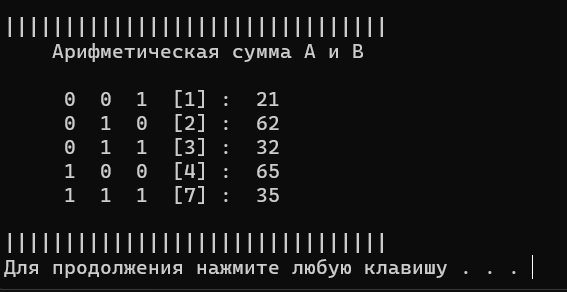 ||||||||||||||||||||||||||||||||
Арифметическая сумма A и B
0 0 1 [1] : 21
0 1 0 [2] : 62
0 1 1 [3] : 32
1 0 0 [4] : 65
1 1 1 [7] : 35
||||||||||||||||||||||||||||||||
Для продолжения нажмите любую клавишу . . .